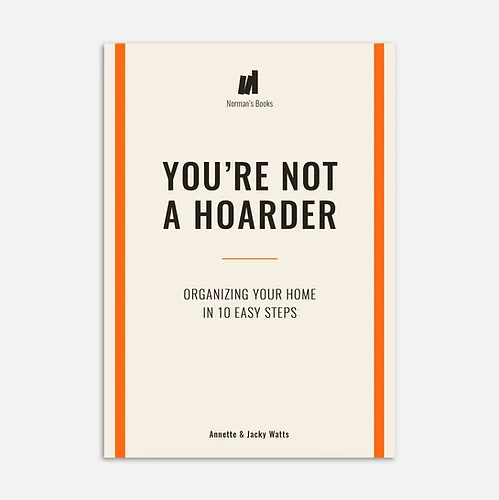 Norman's Books
YOU'RE NOT
A HOARDER
ORGANIZING YOUR HOME
IN 10 EASY STEPS
Annette & Jacky Watts